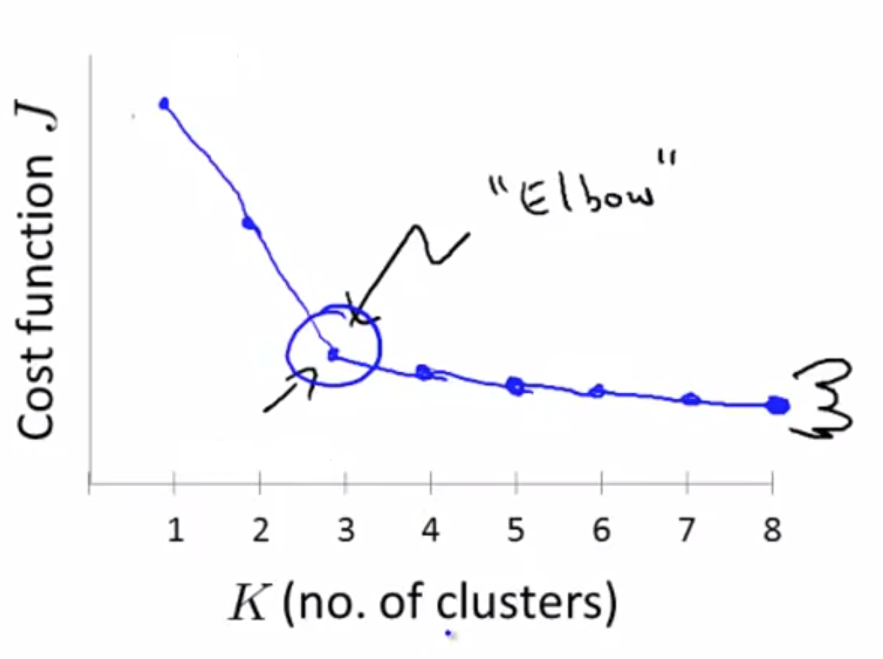 Cost function J
"Elbow"
1 2 3 4 5 6 7 8
K (no. of clusters)